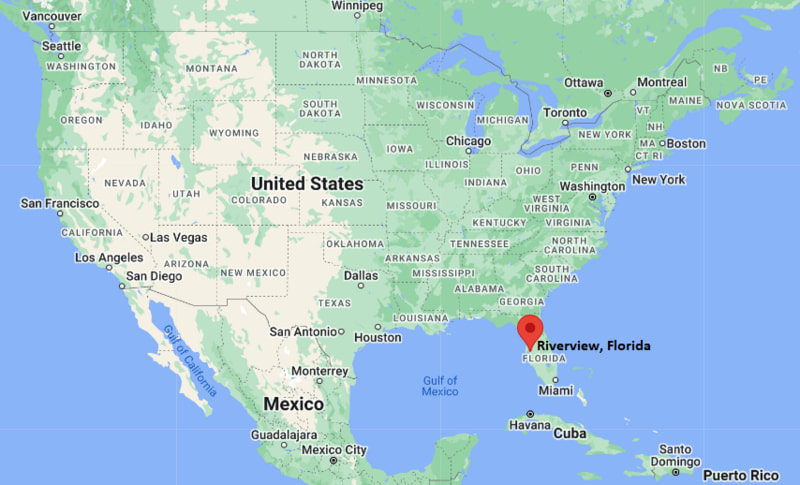 Winnipeg
Vancouver
Seattle
WASHINGTON
MONTANA
NORTH
DAKOTA
MINNESOTA
Ottawa
Montreal
NB
PE
MAINE
NOVA SCOTIA
OREGON
IDAHO
SOUTH
DAKOTA
WISCONSIN
MICHIGAN
Toronto
VT
NH
NEW YORK
WYOMING
IOWA
Chicago
MA
Boston
CT RI
NEBRASKA
ILLINOIS
INDIANA
OHIO
PENN
New York
NEVADA
UTAH
COLORADO
United States
KANSAS
MISSOURI
WEST
VIRGINIA
Washington
San Francisco
KENTUCKY
VIRGINIA
CALIFORNIA
Las Vegas
OKLAHOMA
TENNESSEE
NORTH
CAROLINA
Los Angeles
ARIZONA
NEW MEXICO
ARKANSAS
MISSISSIPPI
SOUTH
CAROLINA
San Diego
Dallas
ALABAMA
GEORGIA
TEXAS
LOUISIANA
San Antonio
Houston
Riverview, Florida
FLORIDA
Gulf of California
Monterrey
Gulf of
Mexico
Miami
Mexico
Havana
Cuba
Guadalajara
Mexico City
Santo
Domingo
Puerto Rico